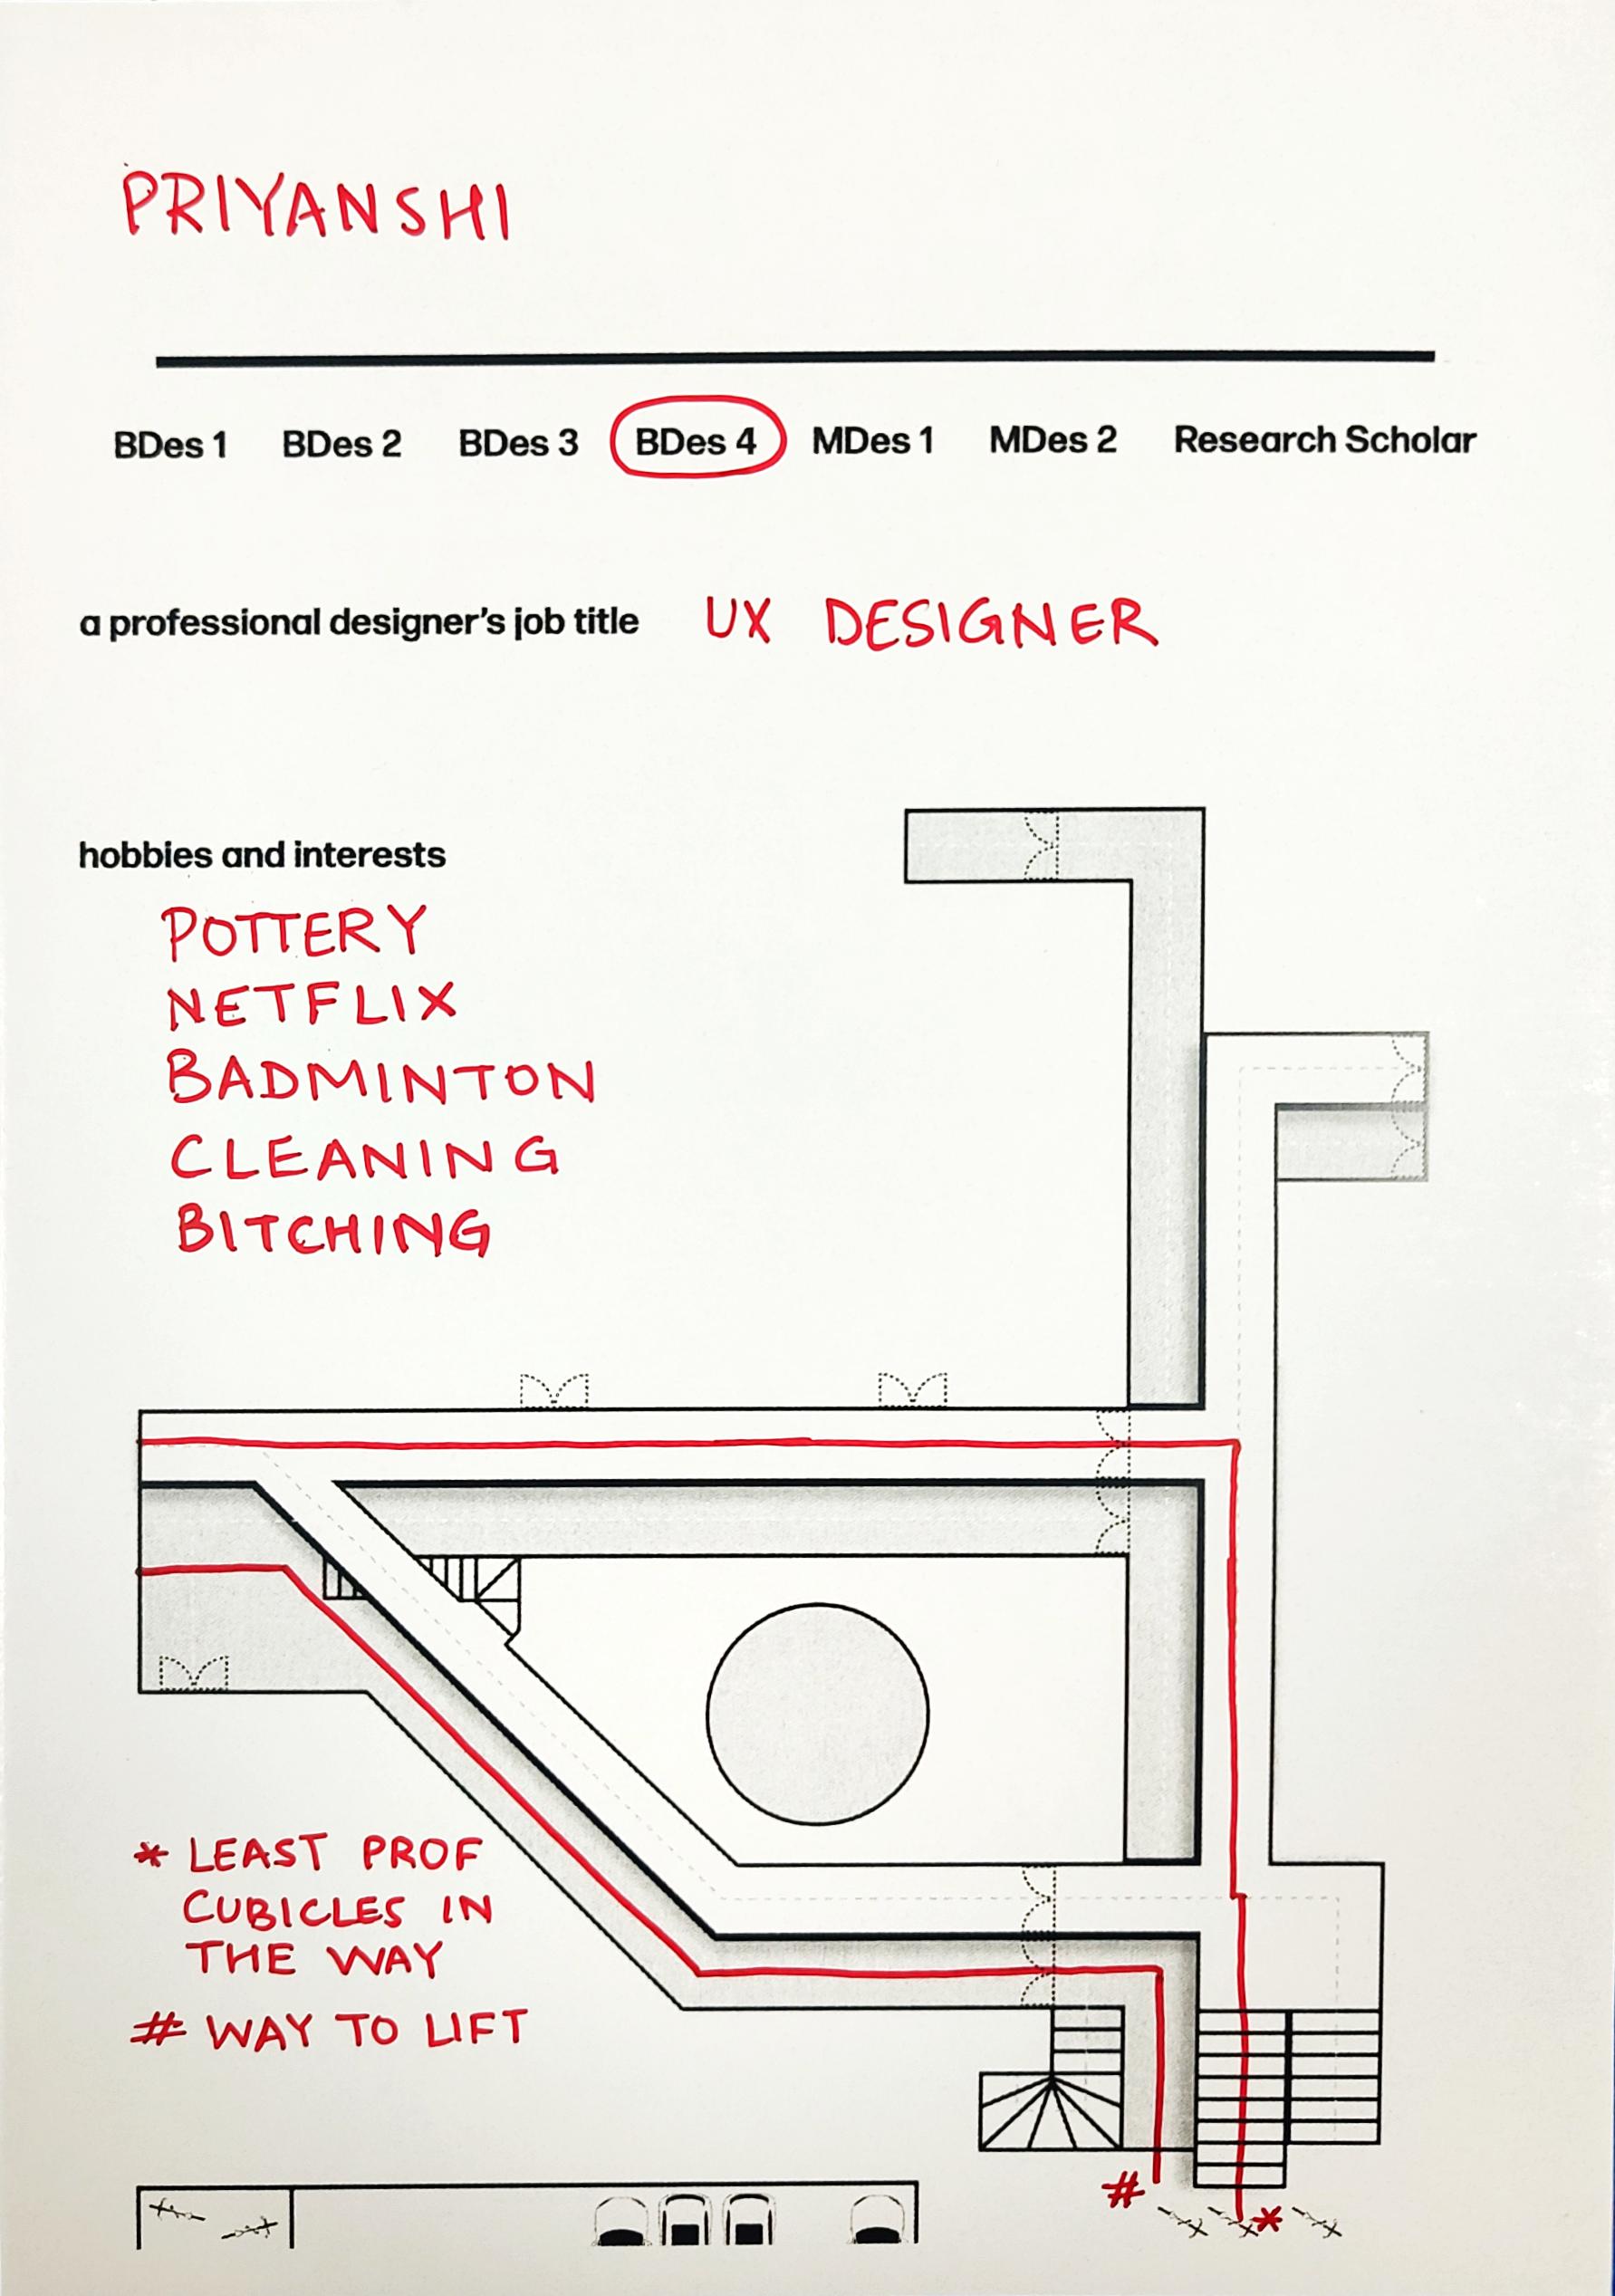 PRIYANSHI
BDes 1 BDes 2 BDes 3 BDes 4 MDes 1 MDes 2 Research Scholar
a professional designer's job title UX DESIGNER
hobbies and interests
POTTERY
NETFLIX
BADMINTON
CLEANING
BITCHING
* LEAST PROF
CUBICLES IN
THE WAY
# WAY TO LIFT
#
*